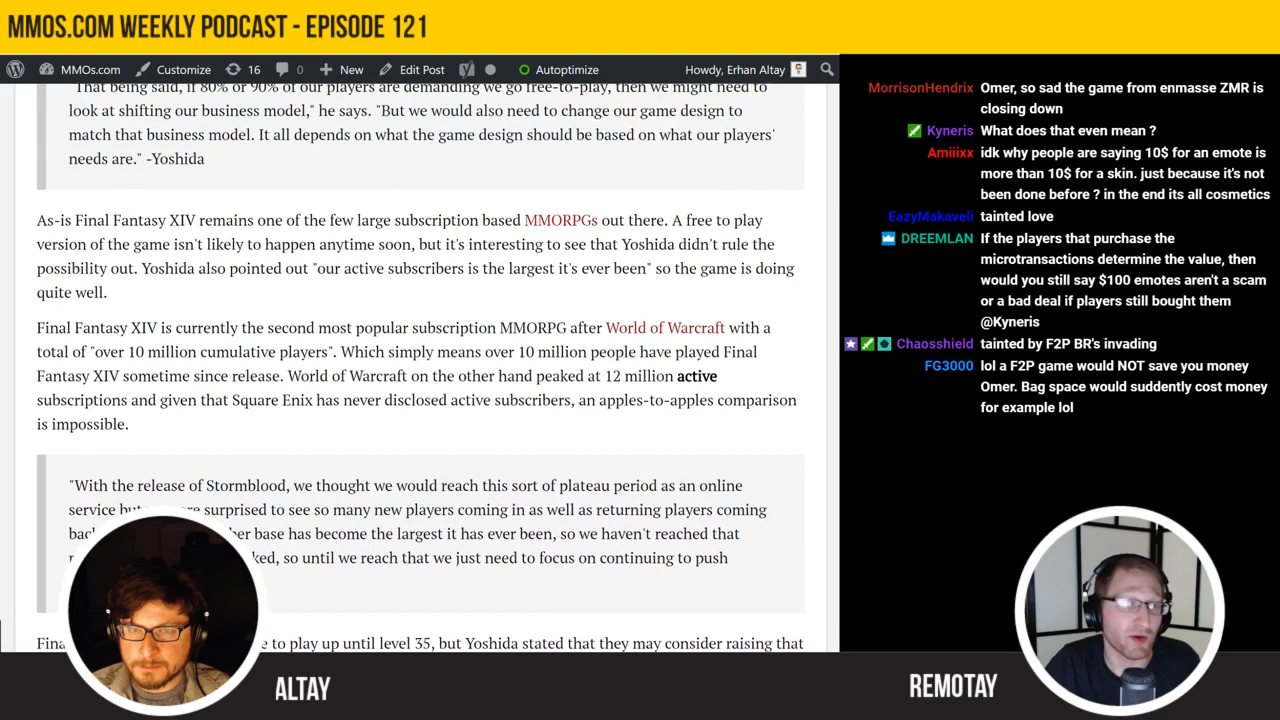 MMOS.COM WEEKLY PODCAST - EPISODE 121
MMOs.com Customize 16 0 New Edit Post Autoptimize Howdy, Erhan Altay
"That being said, if 80% or 90% of our players are demanding we go free-to-play, then we might need to
look at shifting our business model," he says. "But we would also need to change our game design to
match that business model. It all depends on what the game design should be based on what our players'
needs are." -Yoshida
As-is Final Fantasy XIV remains one of the few large subscription based MMORPGs out there. A free to play
version of the game isn't likely to happen anytime soon, but it's interesting to see that Yoshida didn't rule the
possibility out. Yoshida also pointed out "our active subscribers is the largest it's ever been" so the game is doing
quite well.
Final Fantasy XIV is currently the second most popular subscription MMORPG after World of Warcraft with a
total of "over 10 million cumulative players". Which simply means over 10 million people have played Final
Fantasy XIV sometime since release. World of Warcraft on the other hand peaked at 12 million active
subscriptions and given that Square Enix has never disclosed active subscribers, an apples-to-apples comparison
is impossible.
"With the release of Stormblood, we thought we would reach this sort of plateau period as an online
service surprised to see so many new players coming in as well as returning players coming
base has become the largest it has ever been, so we haven't reached that
so until we reach that we just need to focus on continuing to push
to play up until level 35, but Yoshida stated that they may consider raising that
MorrisonHendrix Omer, so sad the game from enmasse ZMR is
closing down
Kyneris What does that even mean ?
Amiiixx idk why people are saying 10$ for an emote is
more than 10$ for a skin. just because it's not
been done before ? in the end its all cosmetics
EazyMakaveli tainted love
DREEMLAN If the players that purchase the
microtransactions determine the value, then
would you still say $100 emotes aren't a scam
or a bad deal if players still bought them
@Kyneris
Chaosshield tainted by F2P BR's invading
FG3000 lol a F2P game would NOT save you money
Omer. Bag space would suddently cost money
for example lol
ALTAY
REMOTAY